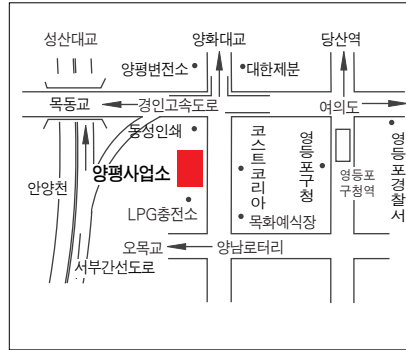 성산대교
양화대교
당산역
양평변전소
대한제분
목동교
경인고속도로
여의도
동성인쇄
양평사업소
안양천
LPG충전소
코스트코리아
영등포구청
영등포
구청역
영등포경찰서
목화예식장
오목교
양남로터리
서부간선도로